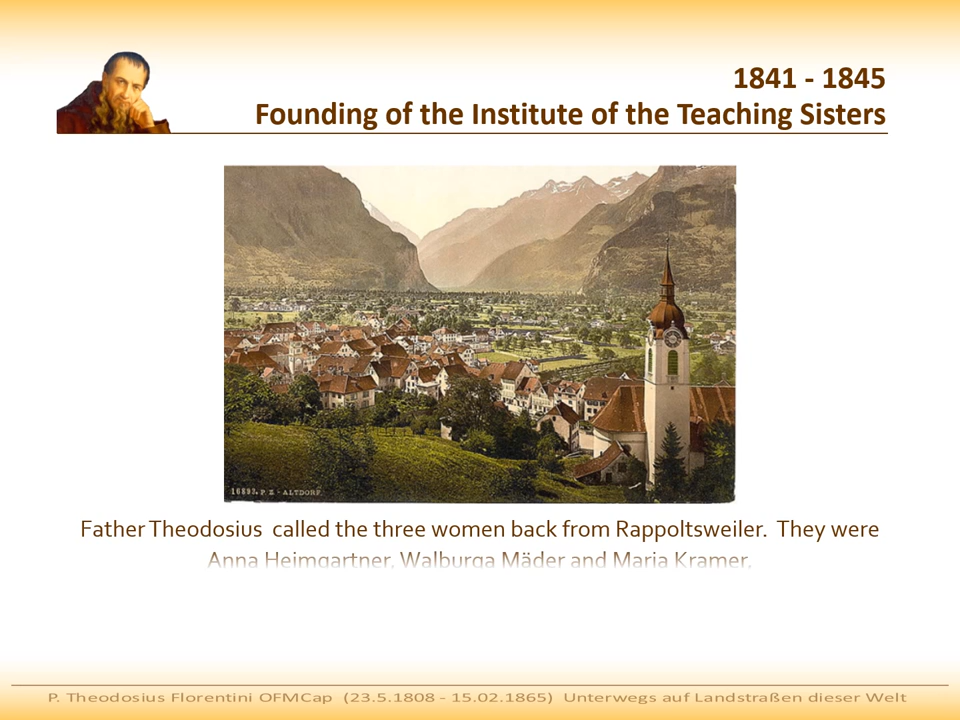 1841 - 1845
Founding of the Institute of the Teaching Sisters
16893. P. Z - ALTDORF.
Father Theodosius called the three women back from Rappoltsweiler. They were
Anna Heimgartner, Walburga Mäder and Maria Kramer.
P. Theodosius Florentini OFMCap (23.5.1808 - 15.02.1865) Unterwegs auf Landstraßen dieser Welt